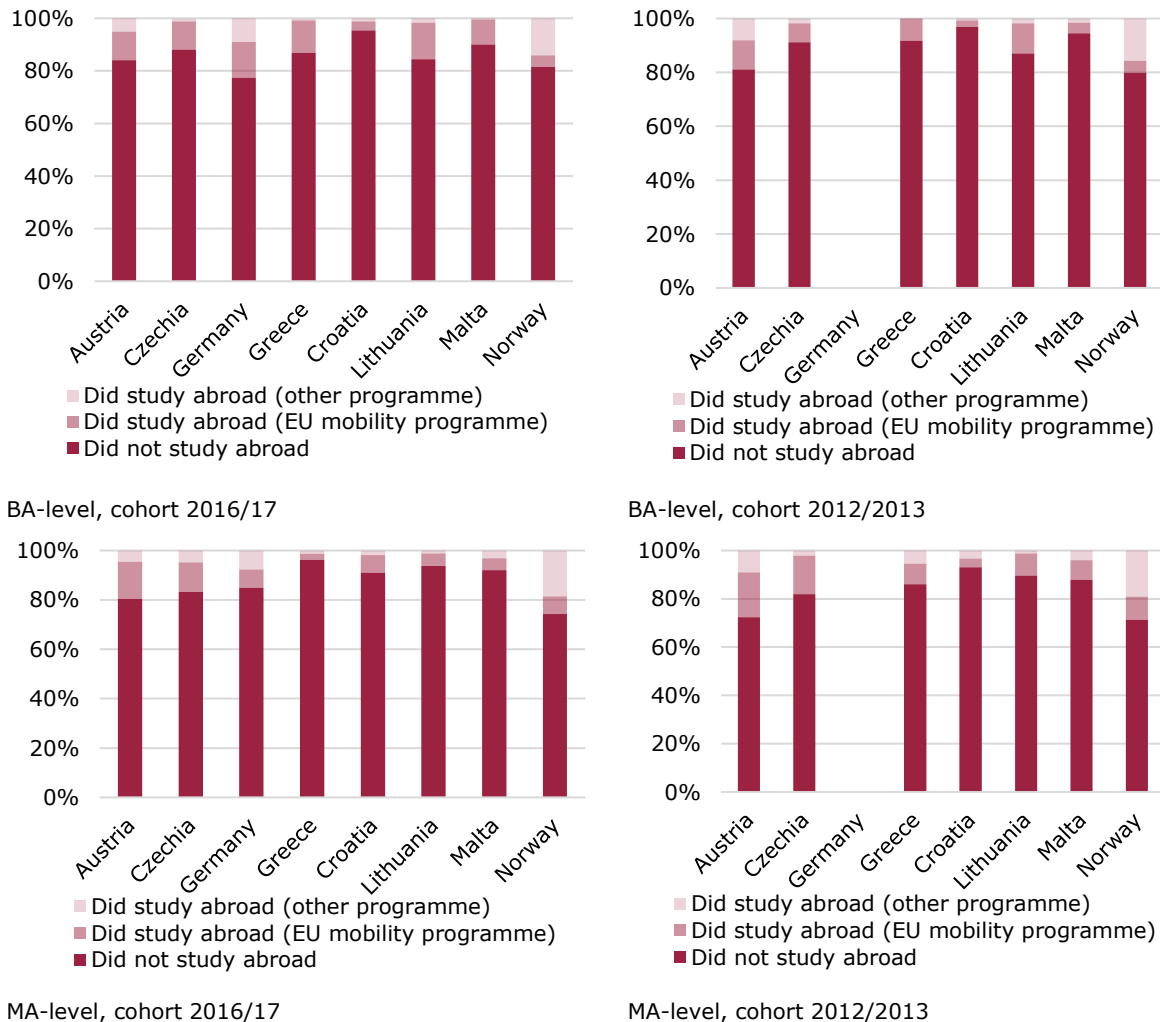 100%
80%
60%
40%
20%
0%
Austria
Czechia
Germany
Greece
Croatia
Lithuania
Malta
Norway
Did study abroad (other programme)
Did study abroad (EU mobility programme)
Did not study abroad
BA-level, cohort 2016/17
100%
80%
60%
40%
20%
0%
Austria
Czechia
Germany
Greece
Croatia
Lithuania
Malta
Norway
Did study abroad (other programme)
Did study abroad (EU mobility programme)
Did not study abroad
BA-level, cohort 2012/2013
100%
80%
60%
40%
20%
0%
Austria
Czechia
Germany
Greece
Croatia
Lithuania
Malta
Norway
Did study abroad (other programme)
Did study abroad (EU mobility programme)
Did not study abroad
MA-level, cohort 2016/17
100%
80%
60%
40%
20%
0%
Austria
Czechia
Germany
Greece
Croatia
Lithuania
Malta
Norway
Did study abroad (other programme)
Did study abroad (EU mobility programme)
Did not study abroad
MA-level, cohort 2012/2013